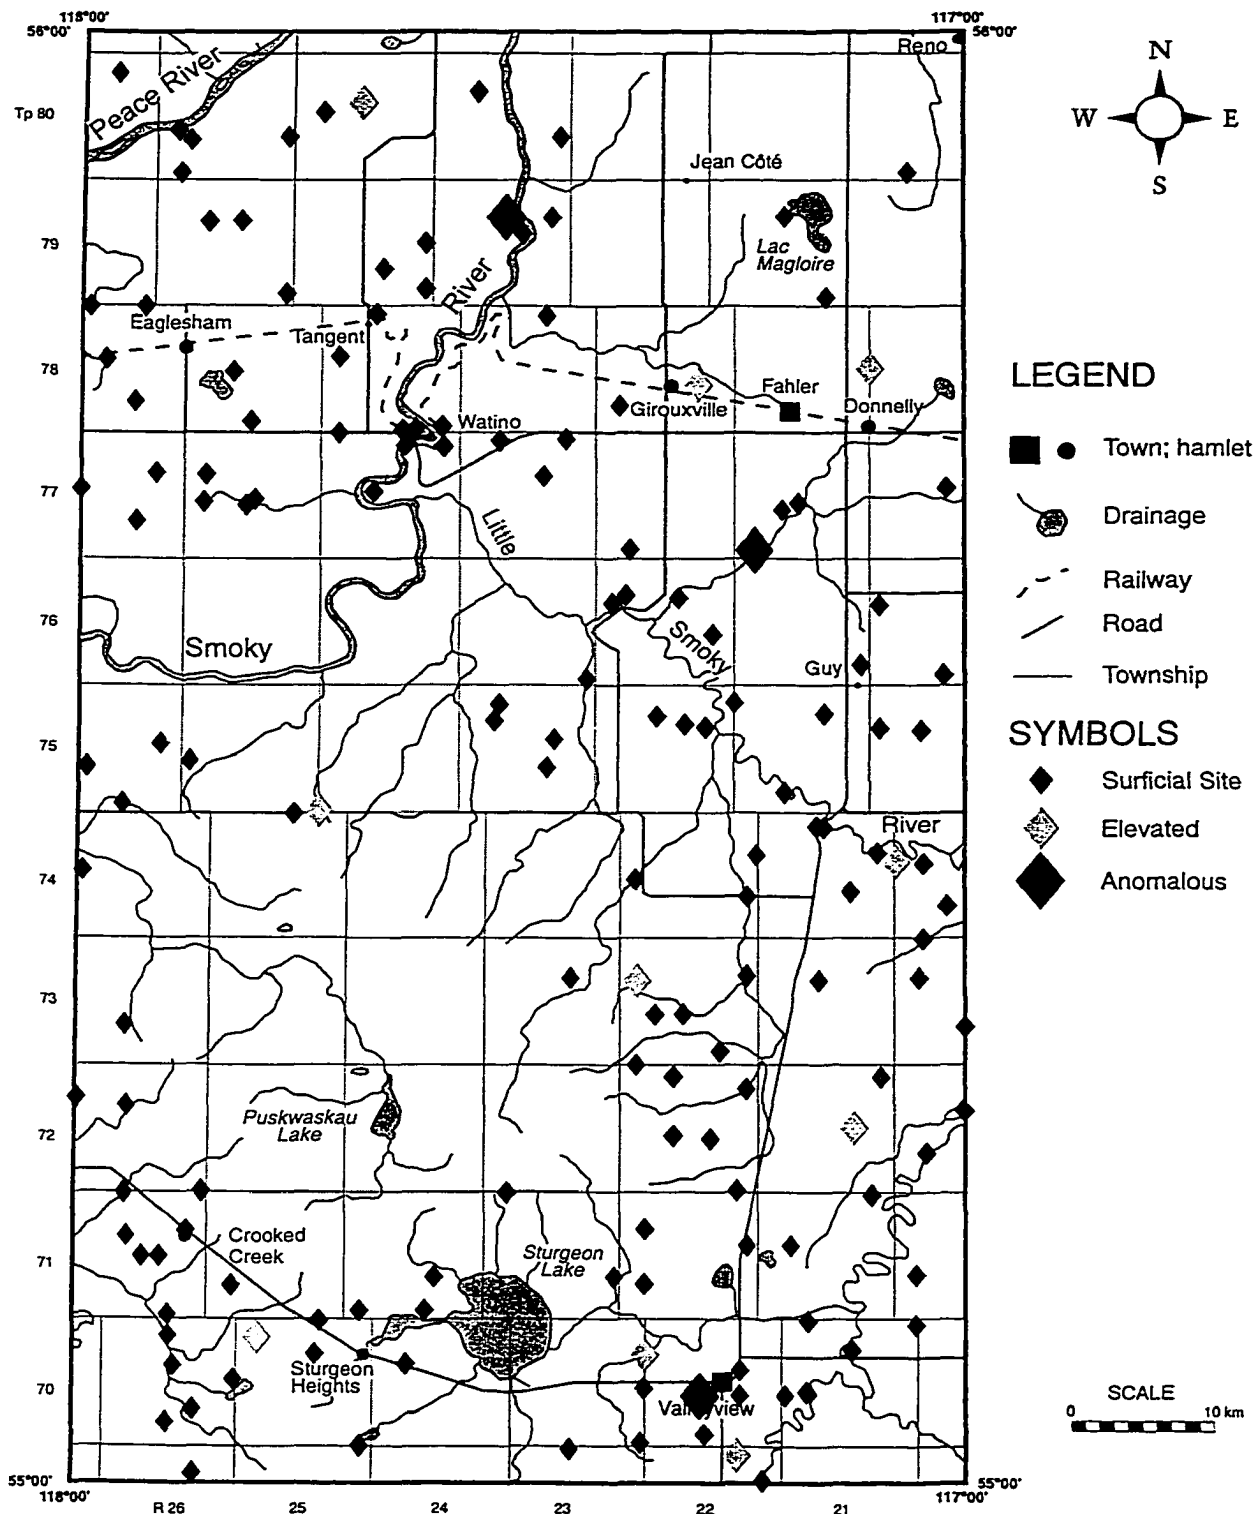 118°00'
117°00'
56°00'
56°00'
Reno
N
W
E
S
Peace River
Tp 80
Jean Côté
79
Lac
Magloire
River
Eaglesham
Tangent
78
Fahler
Girouxville
Donnelly
Watino
77
Little
76
Smoky
Smoky
Guy
75
River
74
73
Puskwaskau
Lake
72
Crooked
Creek
71
Sturgeon
Lake
Sturgeon
Heights
70
Valleyview
55°00'
55°00'
118°00'
117°00'
R 26
25
24
23
22
21
LEGEND
Town; hamlet
Drainage
Railway
Road
Township
SYMBOLS
Surficial Site
Elevated
Anomalous
SCALE
0
10 km